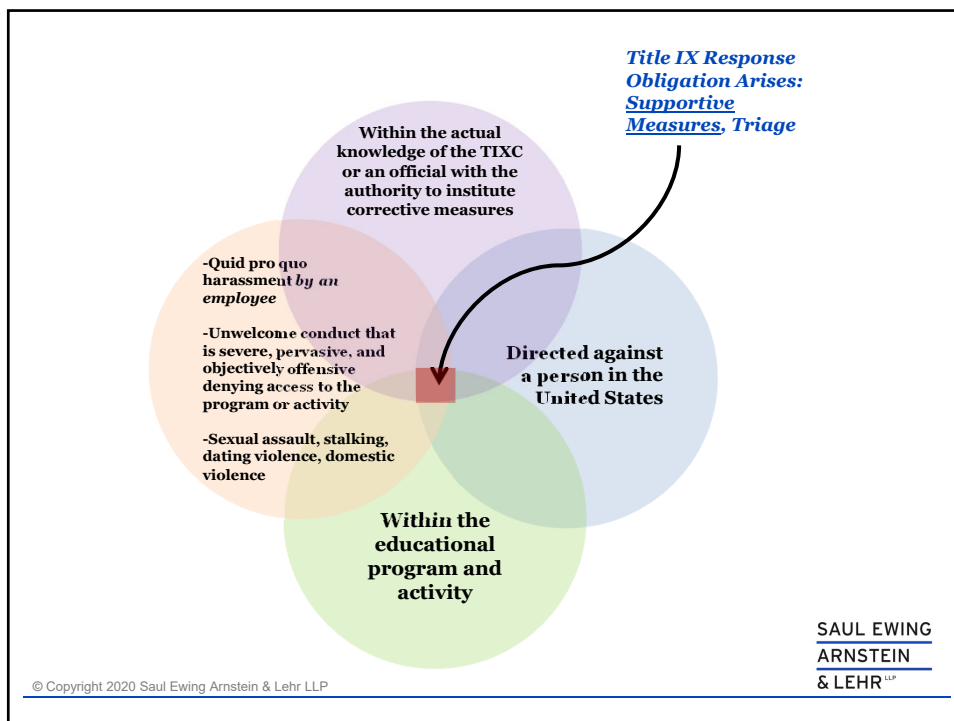 Title IX Response
Obligation Arises:
Supportive
Measures, Triage
Within the actual
knowledge of the TIXC
or an official with the
authority to institute
corrective measures
-Quid pro quo
harassment by an
employee
-Unwelcome conduct that
is severe, pervasive, and
objectively offensive
denying access to the
program or activity
-Sexual assault, stalking,
dating violence, domestic
violence
Directed against
a person in the
United States
Within the
educational
program and
activity
SAUL EWING
ARNSTEIN
& LEHR LLP
© Copyright 2020 Saul Ewing Arnstein & Lehr LLP